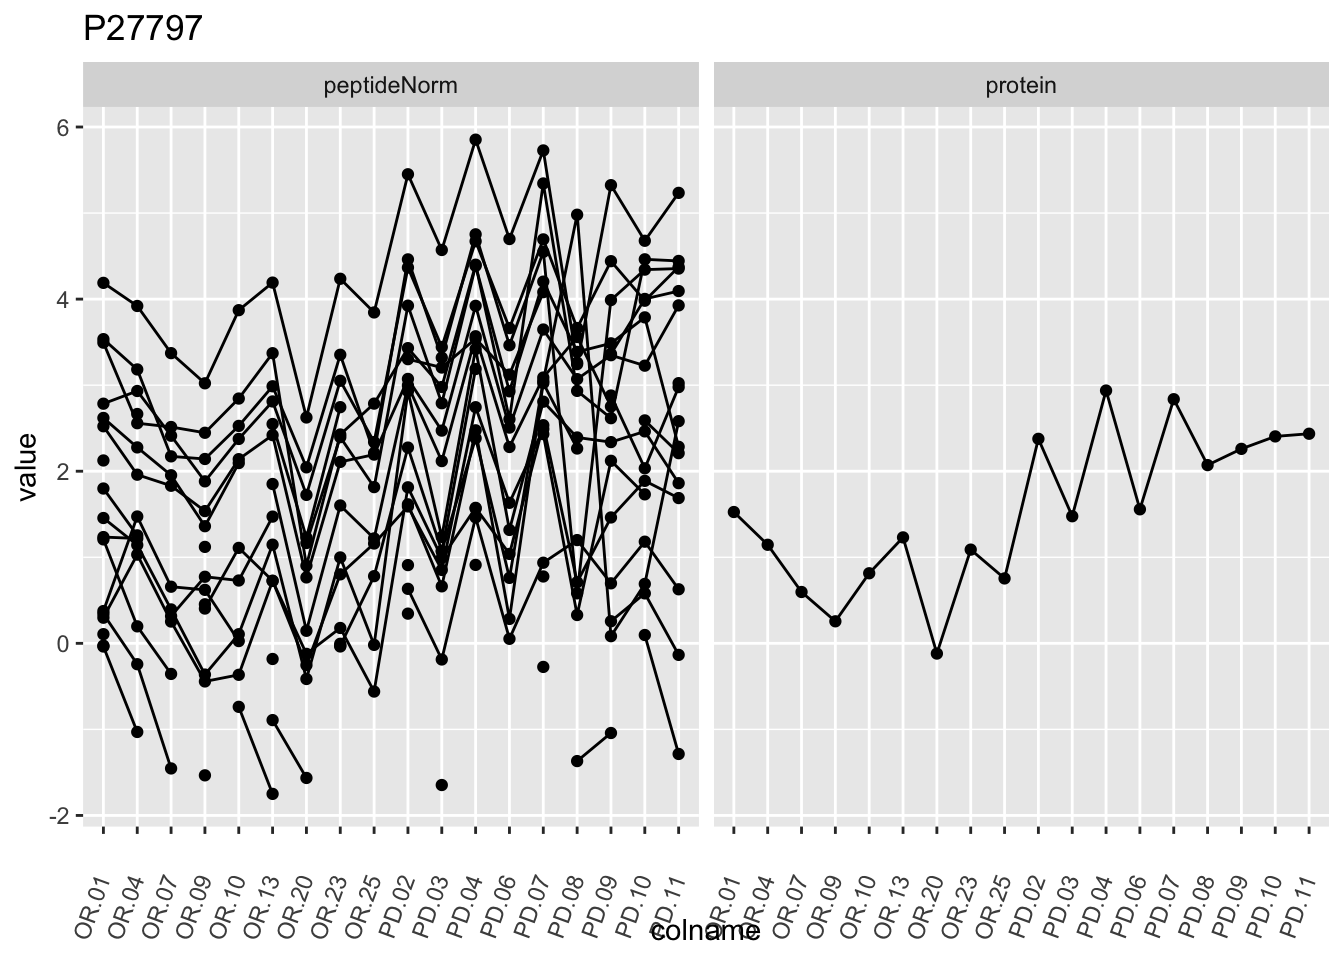 P27797
peptideNorm
protein
value
6
4
2
0
-2
OR.01
OR.04
OR.07
OR.09
OR.10
OR.13
OR.20
OR.23
OR.25
PD.02
PD.03
PD.04
PD.06
PD.07
PD.08
PD.09
PD.10
PD.11
OR.01
OR.04
OR.07
OR.09
OR.10
OR.13
OR.20
OR.23
OR.25
PD.02
PD.03
PD.04
PD.06
PD.07
PD.08
PD.09
PD.10
PD.11
colname